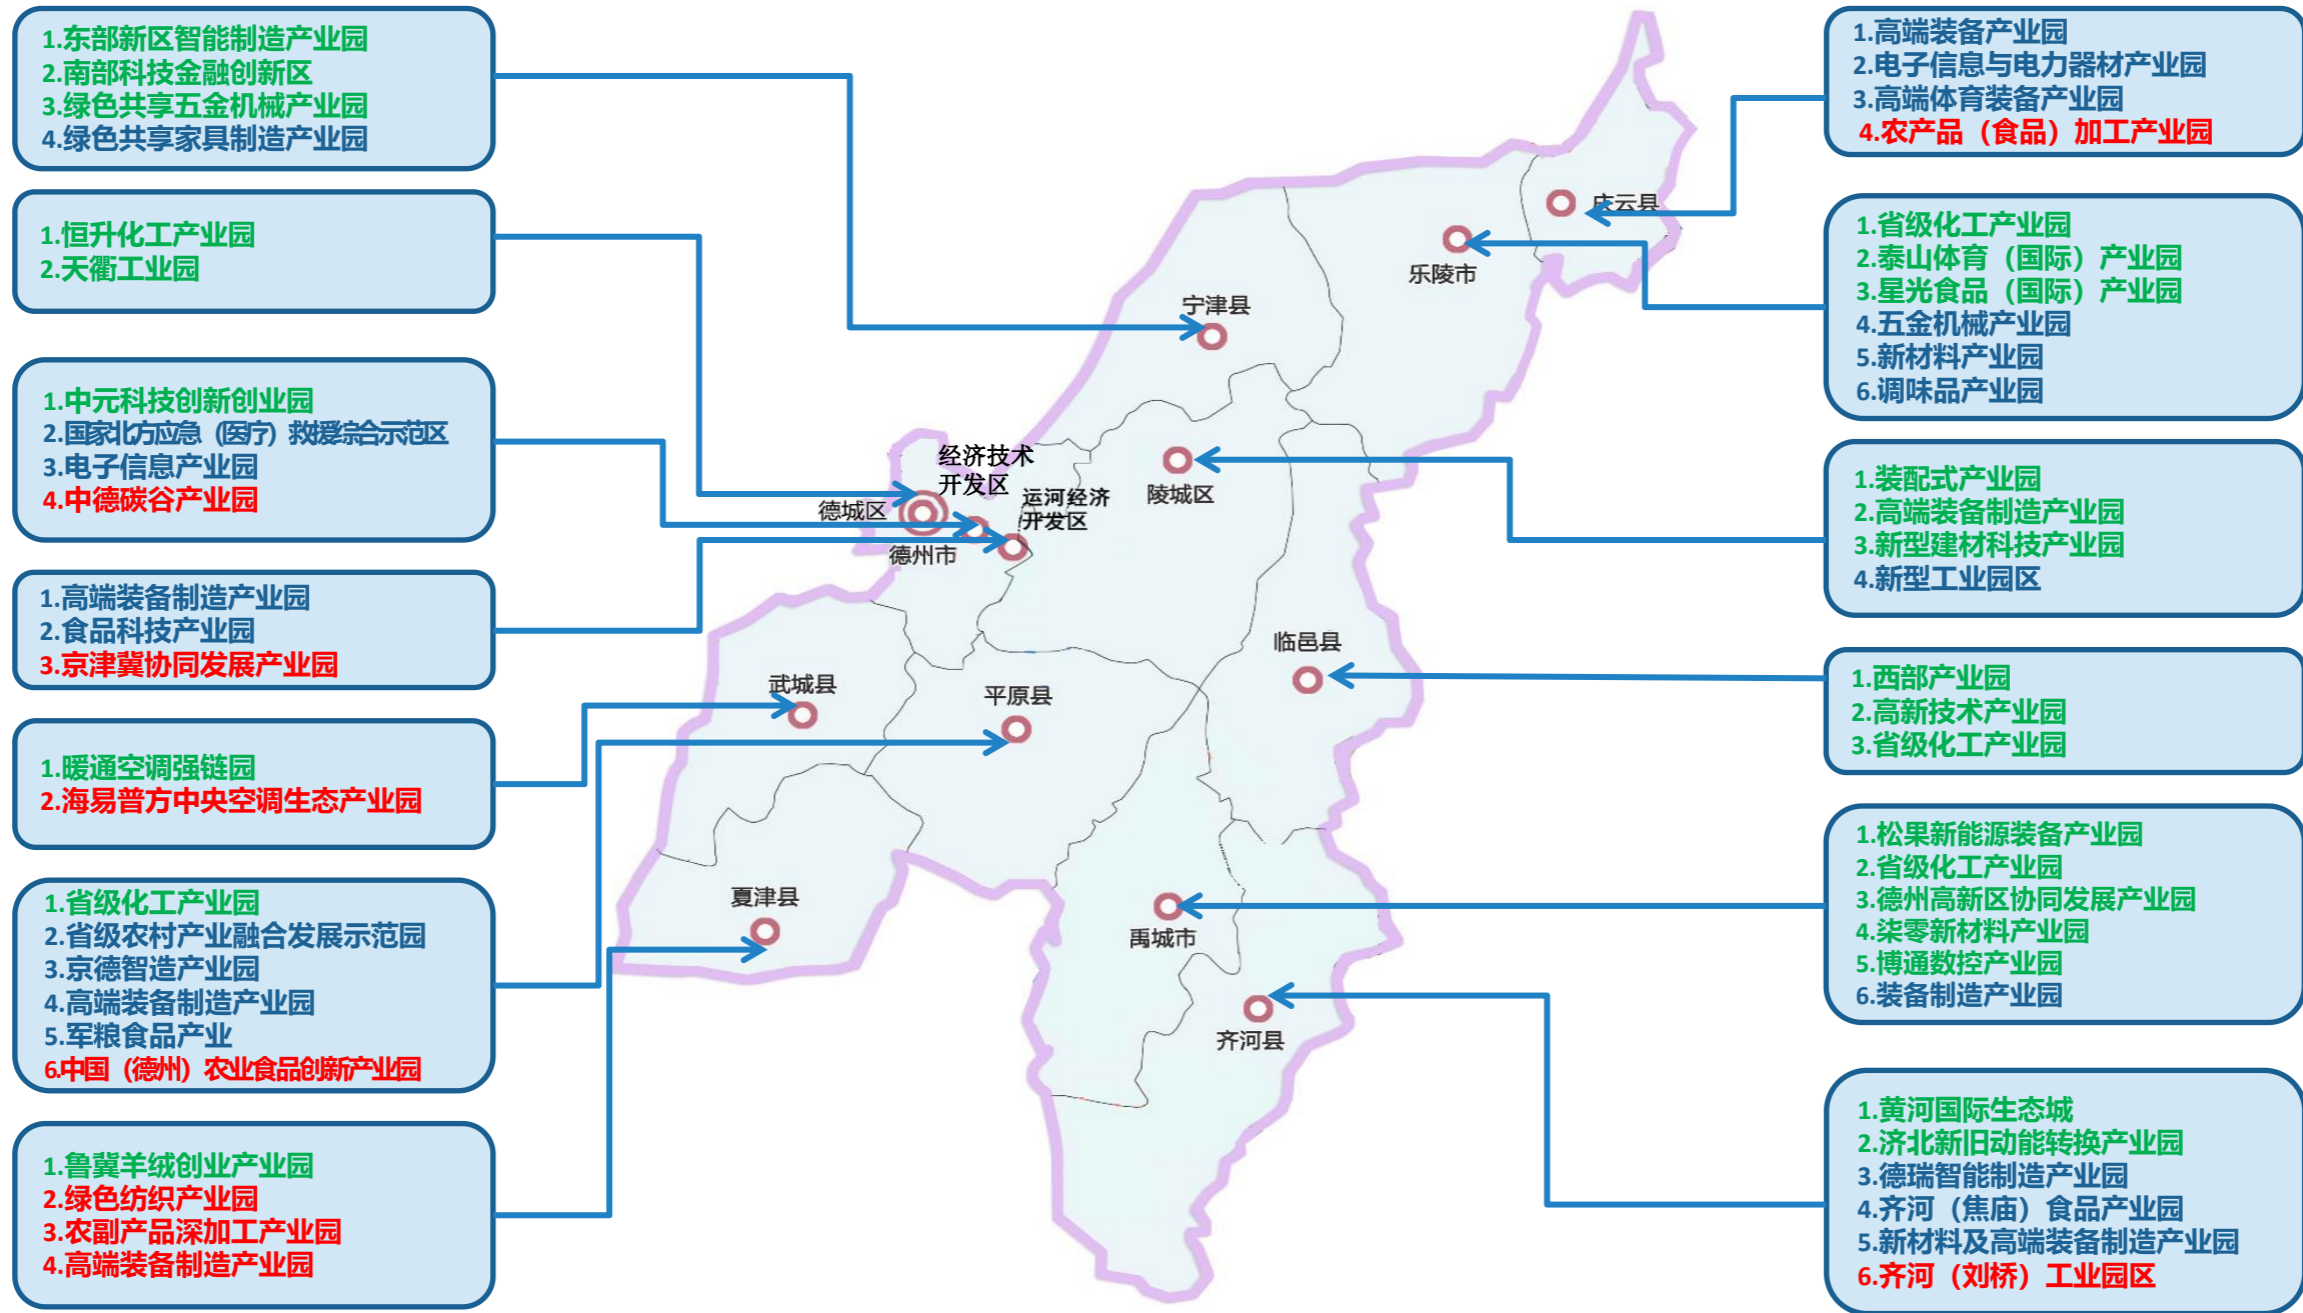 1.东部新区智能制造产业园
2.南部科技金融创新区
3.绿色共享五金机械产业园
4.绿色共享家具制造产业园
1.恒升化工产业园
2.天衢工业园
1.中元科技创新创业园
2.国家北方应急（医疗）救援综合示范区
3.电子信息产业园
4.中德碳谷产业园
1.高端装备制造产业园
2.食品科技产业园
3.京津冀协同发展产业园
1.暖通空调强链园
2.海易普方中央空调生态产业园
1.省级化工产业园
2.省级农村产业融合发展示范园
3.京德智造产业园
4.高端装备制造产业园
5.军粮食品产业
6.中国（德州）农业食品创新产业园
1.鲁冀羊绒创业产业园
2.绿色纺织产业园
3.农副产品深加工产业园
4.高端装备制造产业园
庆云县
乐陵市
宁津县
经济技术
开发区
运河经济
开发区
陵城区
德城区
德州市
临邑县
武城县
平原县
夏津县
禹城市
齐河县
1.高端装备产业园
2.电子信息与电力器材产业园
3.高端体育装备产业园
4.农产品（食品）加工产业园
1.省级化工产业园
2.泰山体育（国际）产业园
3.星光食品（国际）产业园
4.五金机械产业园
5.新材料产业园
6.调味品产业园
1.装配式产业园
2.高端装备制造产业园
3.新型建材科技产业园
4.新型工业园区
1.西部产业园
2.高新技术产业园
3.省级化工产业园
1.松果新能源装备产业园
2.省级化工产业园
3.德州高新区协同发展产业园
4.柒零新材料产业园
5.博通数控产业园
6.装备制造产业园
1.黄河国际生态城
2.济北新旧动能转换产业园
3.德瑞智能制造产业园
4.齐河（焦庙）食品产业园
5.新材料及高端装备制造产业园
6.齐河（刘桥）工业园区